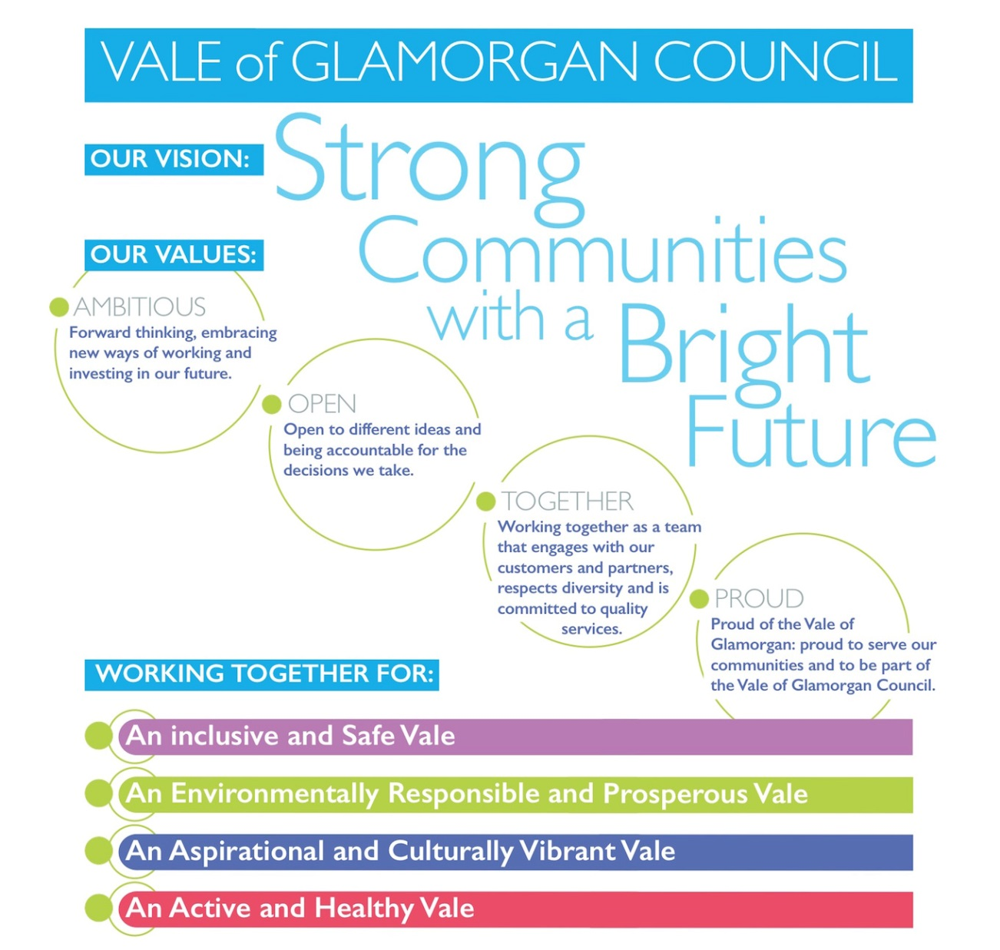 VALE of GLAMORGAN COUNCIL
OUR VISION:
Strong
Communities
with a Bright
Future
OUR VALUES:
AMBITIOUS
Forward thinking, embracing
new ways of working and
investing in our future.
OPEN
Open to different ideas and
being accountable for the
decisions we take.
TOGETHER
Working together as a team
that engages with our
customers and partners,
respects diversity and is
committed to quality
services.
PROUD
Proud of the Vale of
Glamorgan: proud to serve our
communities and to be part of
the Vale of Glamorgan Council.
WORKING TOGETHER FOR:
An inclusive and Safe Vale
An Environmentally Responsible and Prosperous Vale
An Aspirational and Culturally Vibrant Vale
An Active and Healthy Vale